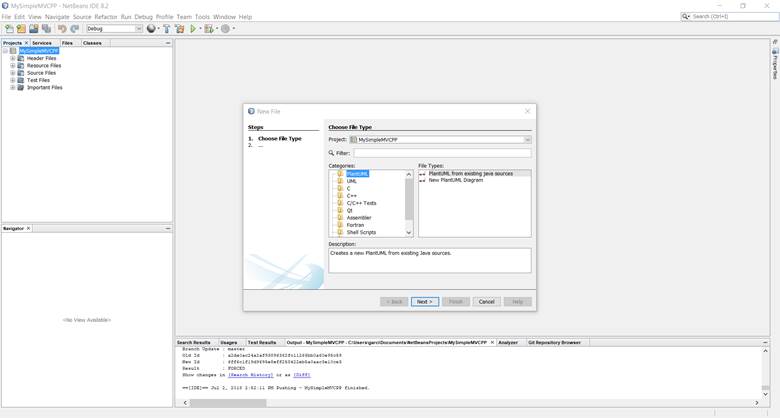 MySimpleMVCPP - NetBeans IDE 8.2
File Edit View Navigate Source Refactor Run Debug Profile Team Tools Window Help
Search (Ctrl+I)
Debug
Projects × Services Files Classes
MySimpleMVCPP
Header Files
Resource Files
Source Files
Test Files
Important Files
Properties
New File
Steps
1. Choose File Type
2. ...
Choose File Type
Project: MySimpleMVCPP
Filter:
Categories:
PlantUML
UML
C
C++
C/C++ Tests
Qt
Assembler
Fortran
Shell Scripts
File Types:
PlantUML from existing java sources
New PlantUML Diagram
Description:
Creates a new PlantUML from existing Java sources.
< Back Next > Finish Cancel Help
Navigator ×
<No View Available>
Search Results Usages Test Results Output - MySimpleMVCPP - C:\Users\garci\Documents\NetBeansProjects\MySimpleMVCPP × Analyzer Git Repository Browser
Branch Update : master
Old Id :
New Id :
Result : FORCED
Show changes in [Search History] or as [Diff]
==[IDE]== Jul 2, 2018 2:52:11 PM Pushing - MySimpleMVCPP finished.